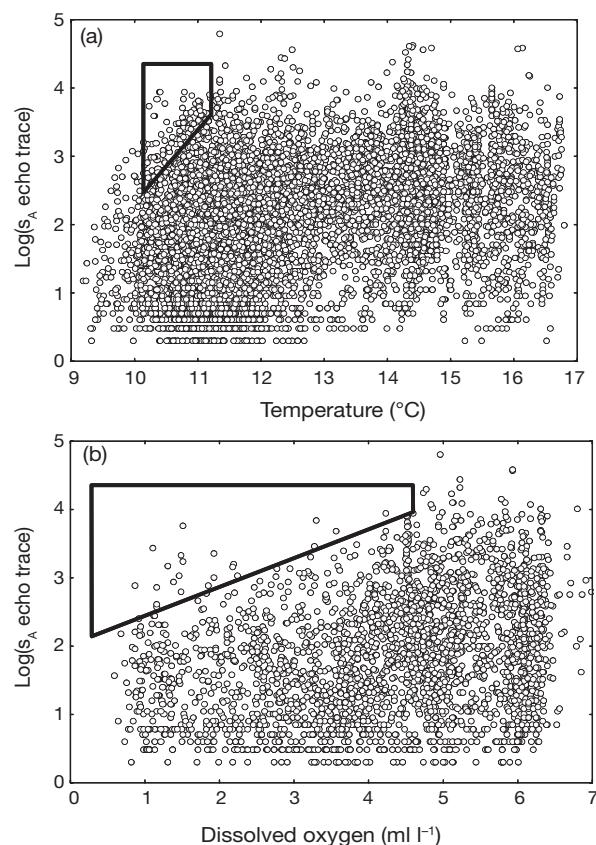 (a)
5
4
3
2
1
0
Log(sA echo trace)
9 10 11 12 13 14 15 16 17
Temperature (°C)
(b)
5
4
3
2
1
0
Log(sA echo trace)
0 1 2 3 4 5 6 7
Dissolved oxygen (ml l⁻¹)